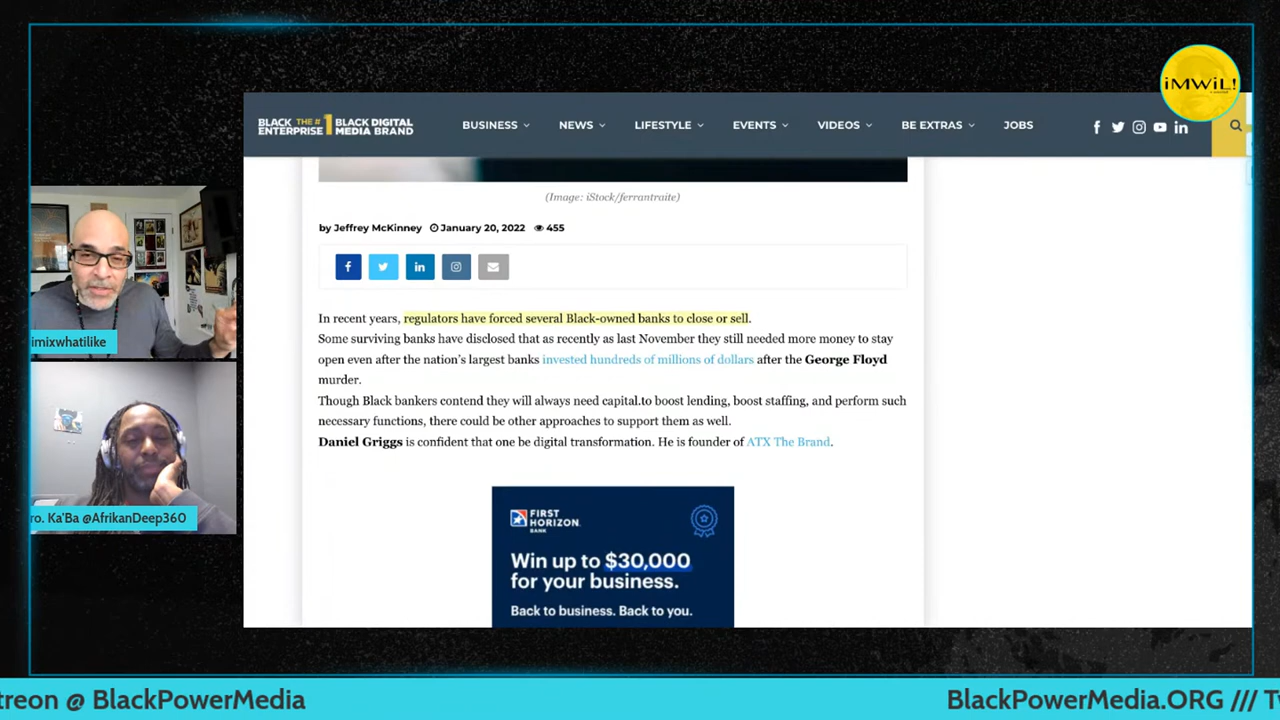 iMWiL!
BLACK ENTERPRISE THE #1 BLACK DIGITAL MEDIA BRAND
BUSINESS NEWS LIFESTYLE EVENTS VIDEOS BE EXTRAS JOBS
(Image: iStock/ferrantraite)
by Jeffrey McKinney January 20, 2022 455
In recent years, regulators have forced several Black-owned banks to close or sell.
Some surviving banks have disclosed that as recently as last November they still needed more money to stay
open even after the nation's largest banks invested hundreds of millions of dollars after the George Floyd
murder.
Though Black bankers contend they will always need capital.to boost lending, boost staffing, and perform such
necessary functions, there could be other approaches to support them as well.
Daniel Griggs is confident that one be digital transformation. He is founder of ATX The Brand.
FIRST
HORIZON
BANK
Win up to $30,000
for your business.
Back to business. Back to you.
imixwhatilike
ro. Ka'Ba @AfrikanDeep360
treon @ BlackPowerMedia
BlackPowerMedia.ORG /// Tw